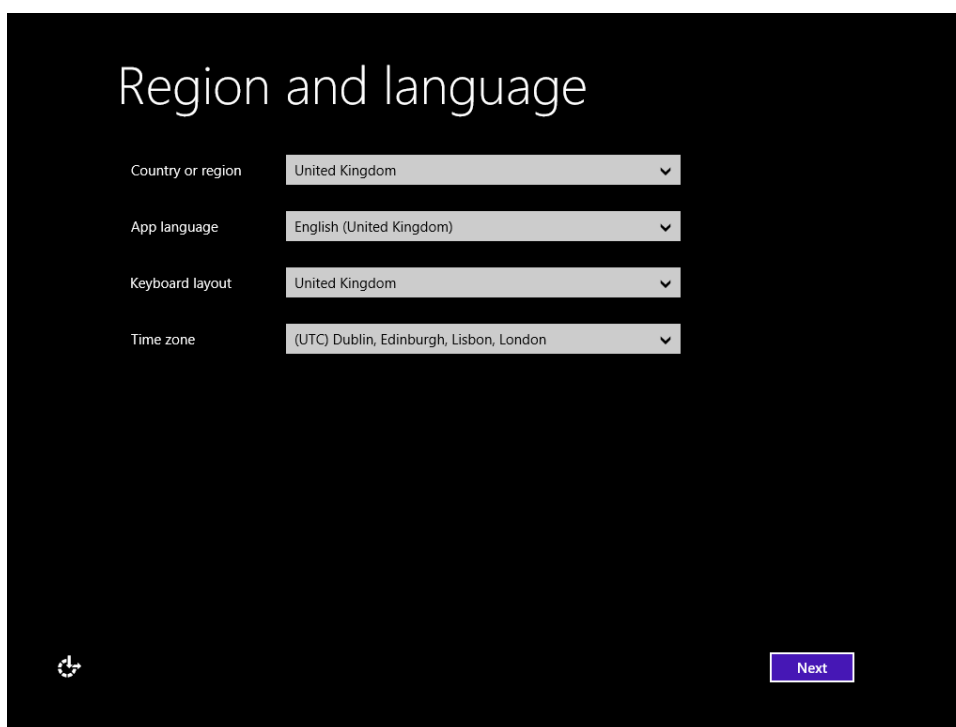 Region and language
Country or region United Kingdom
App language English (United Kingdom)
Keyboard layout United Kingdom
Time zone (UTC) Dublin, Edinburgh, Lisbon, London
Next